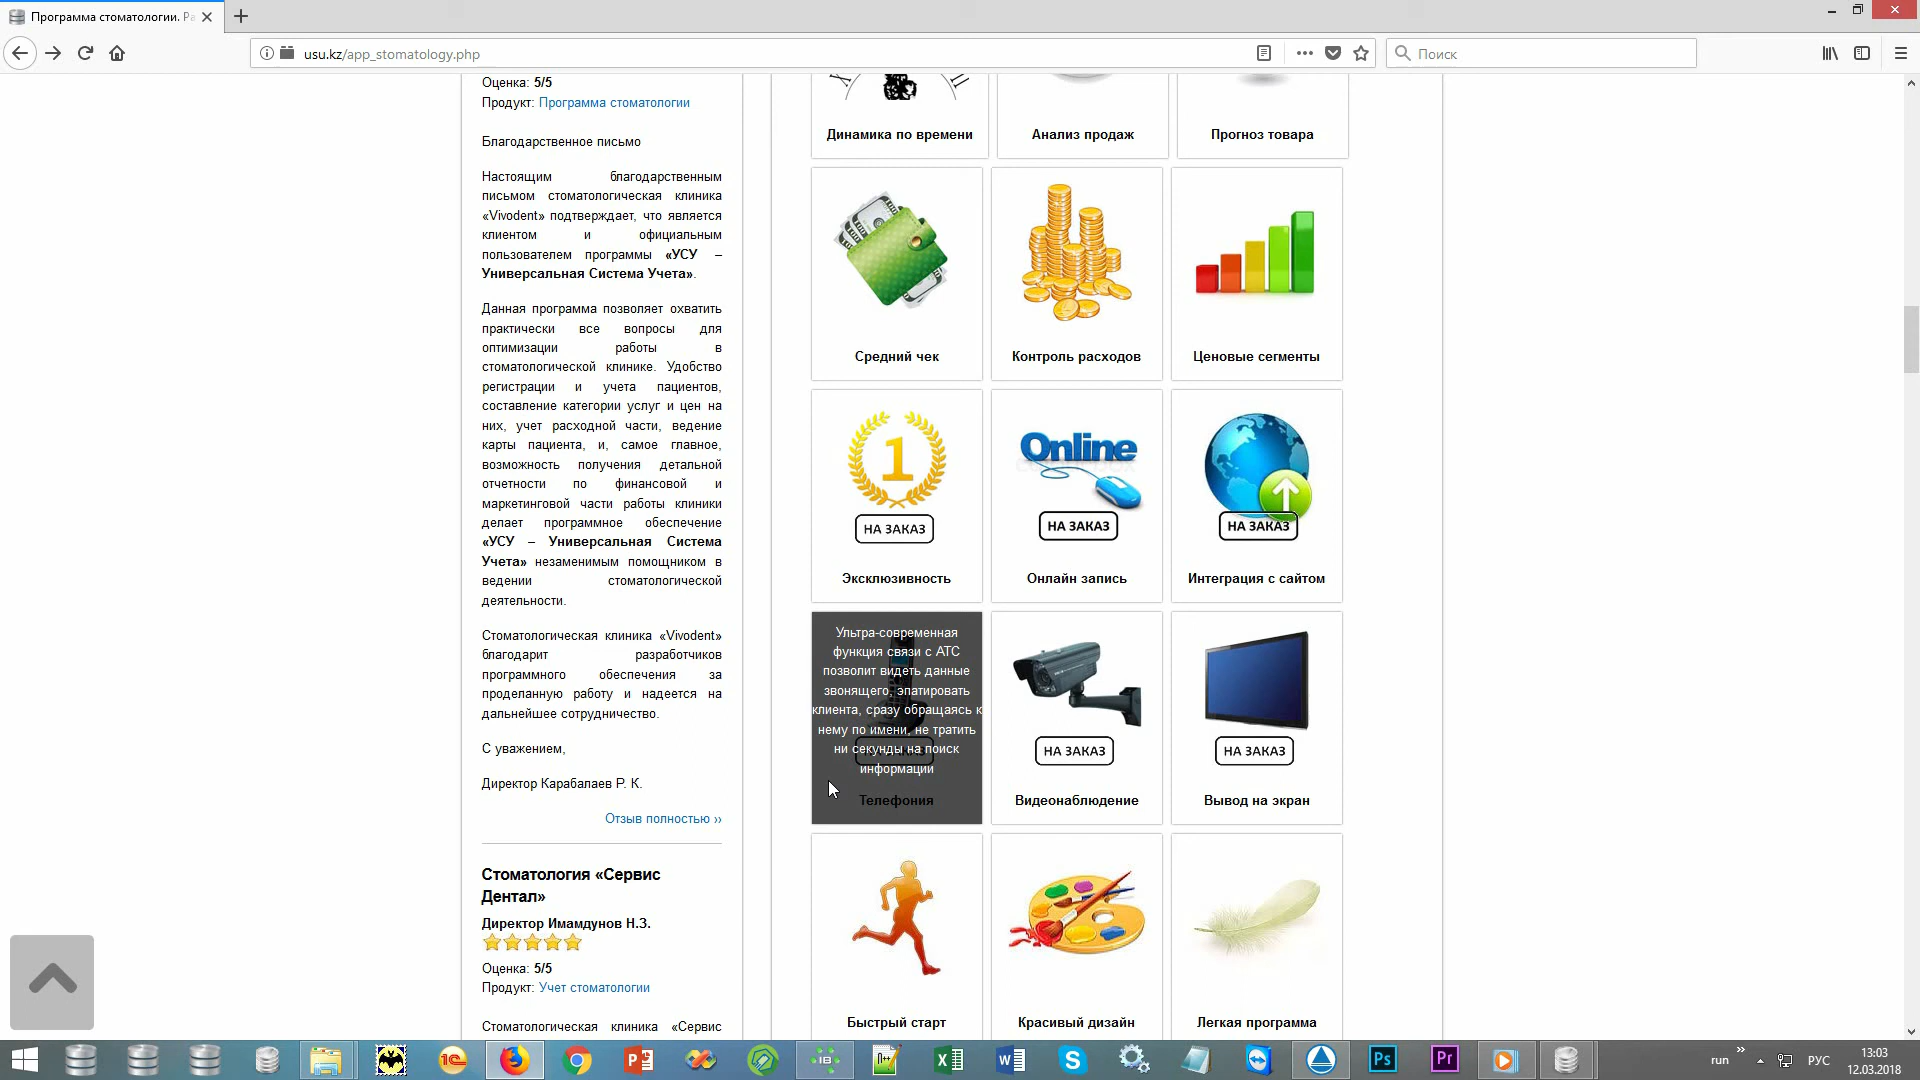 Программа стоматологии. Ра
usu.kz/app_stomatology.php
Поиск
Оценка: 5/5
Продукт: Программа стоматологии
Благодарственное письмо
Настоящим благодарственным
письмом стоматологическая клиника
«Vivodent» подтверждает, что является
клиентом и официальным
пользователем программы «УСУ –
Универсальная Система Учета».
Данная программа позволяет охватить
практически все вопросы для
оптимизации работы в
стоматологической клинике. Удобство
регистрации и учета пациентов,
составление категории услуг и цен на
них, учет расходной части, ведение
карты пациента, и, самое главное,
возможность получения детальной
отчетности по финансовой и
маркетинговой части работы клиники
делает программное обеспечение
«УСУ – Универсальная Система
Учета» незаменимым помощником в
ведении стоматологической
деятельности.
Стоматологическая клиника «Vivodent»
благодарит разработчиков
программного обеспечения за
проделанную работу и надеется на
дальнейшее сотрудничество.
С уважением,
Директор Карабалаев Р. К.
Отзыв полностью ››
Стоматология «Сервис
Дентал»
Директор Имамдунов Н.З.
Оценка: 5/5
Продукт: Учет стоматологии
Стоматологическая клиника «Сервис
Динамика по времени
Анализ продаж
Прогноз товара
Средний чек
Контроль расходов
Ценовые сегменты
1
НА ЗАКАЗ
Эксклюзивность
Online
НА ЗАКАЗ
Онлайн запись
НА ЗАКАЗ
Интеграция с сайтом
Ультра-современная
функция связи с АТС
позволит видеть данные
звонящего, эпатировать
клиента, сразу обращаясь к
нему по имени, не тратить
ни секунды на поиск
информации
Телефония
НА ЗАКАЗ
Видеонаблюдение
НА ЗАКАЗ
Вывод на экран
Быстрый старт
Красивый дизайн
Легкая программа
run
РУС
13:03
12.03.2018